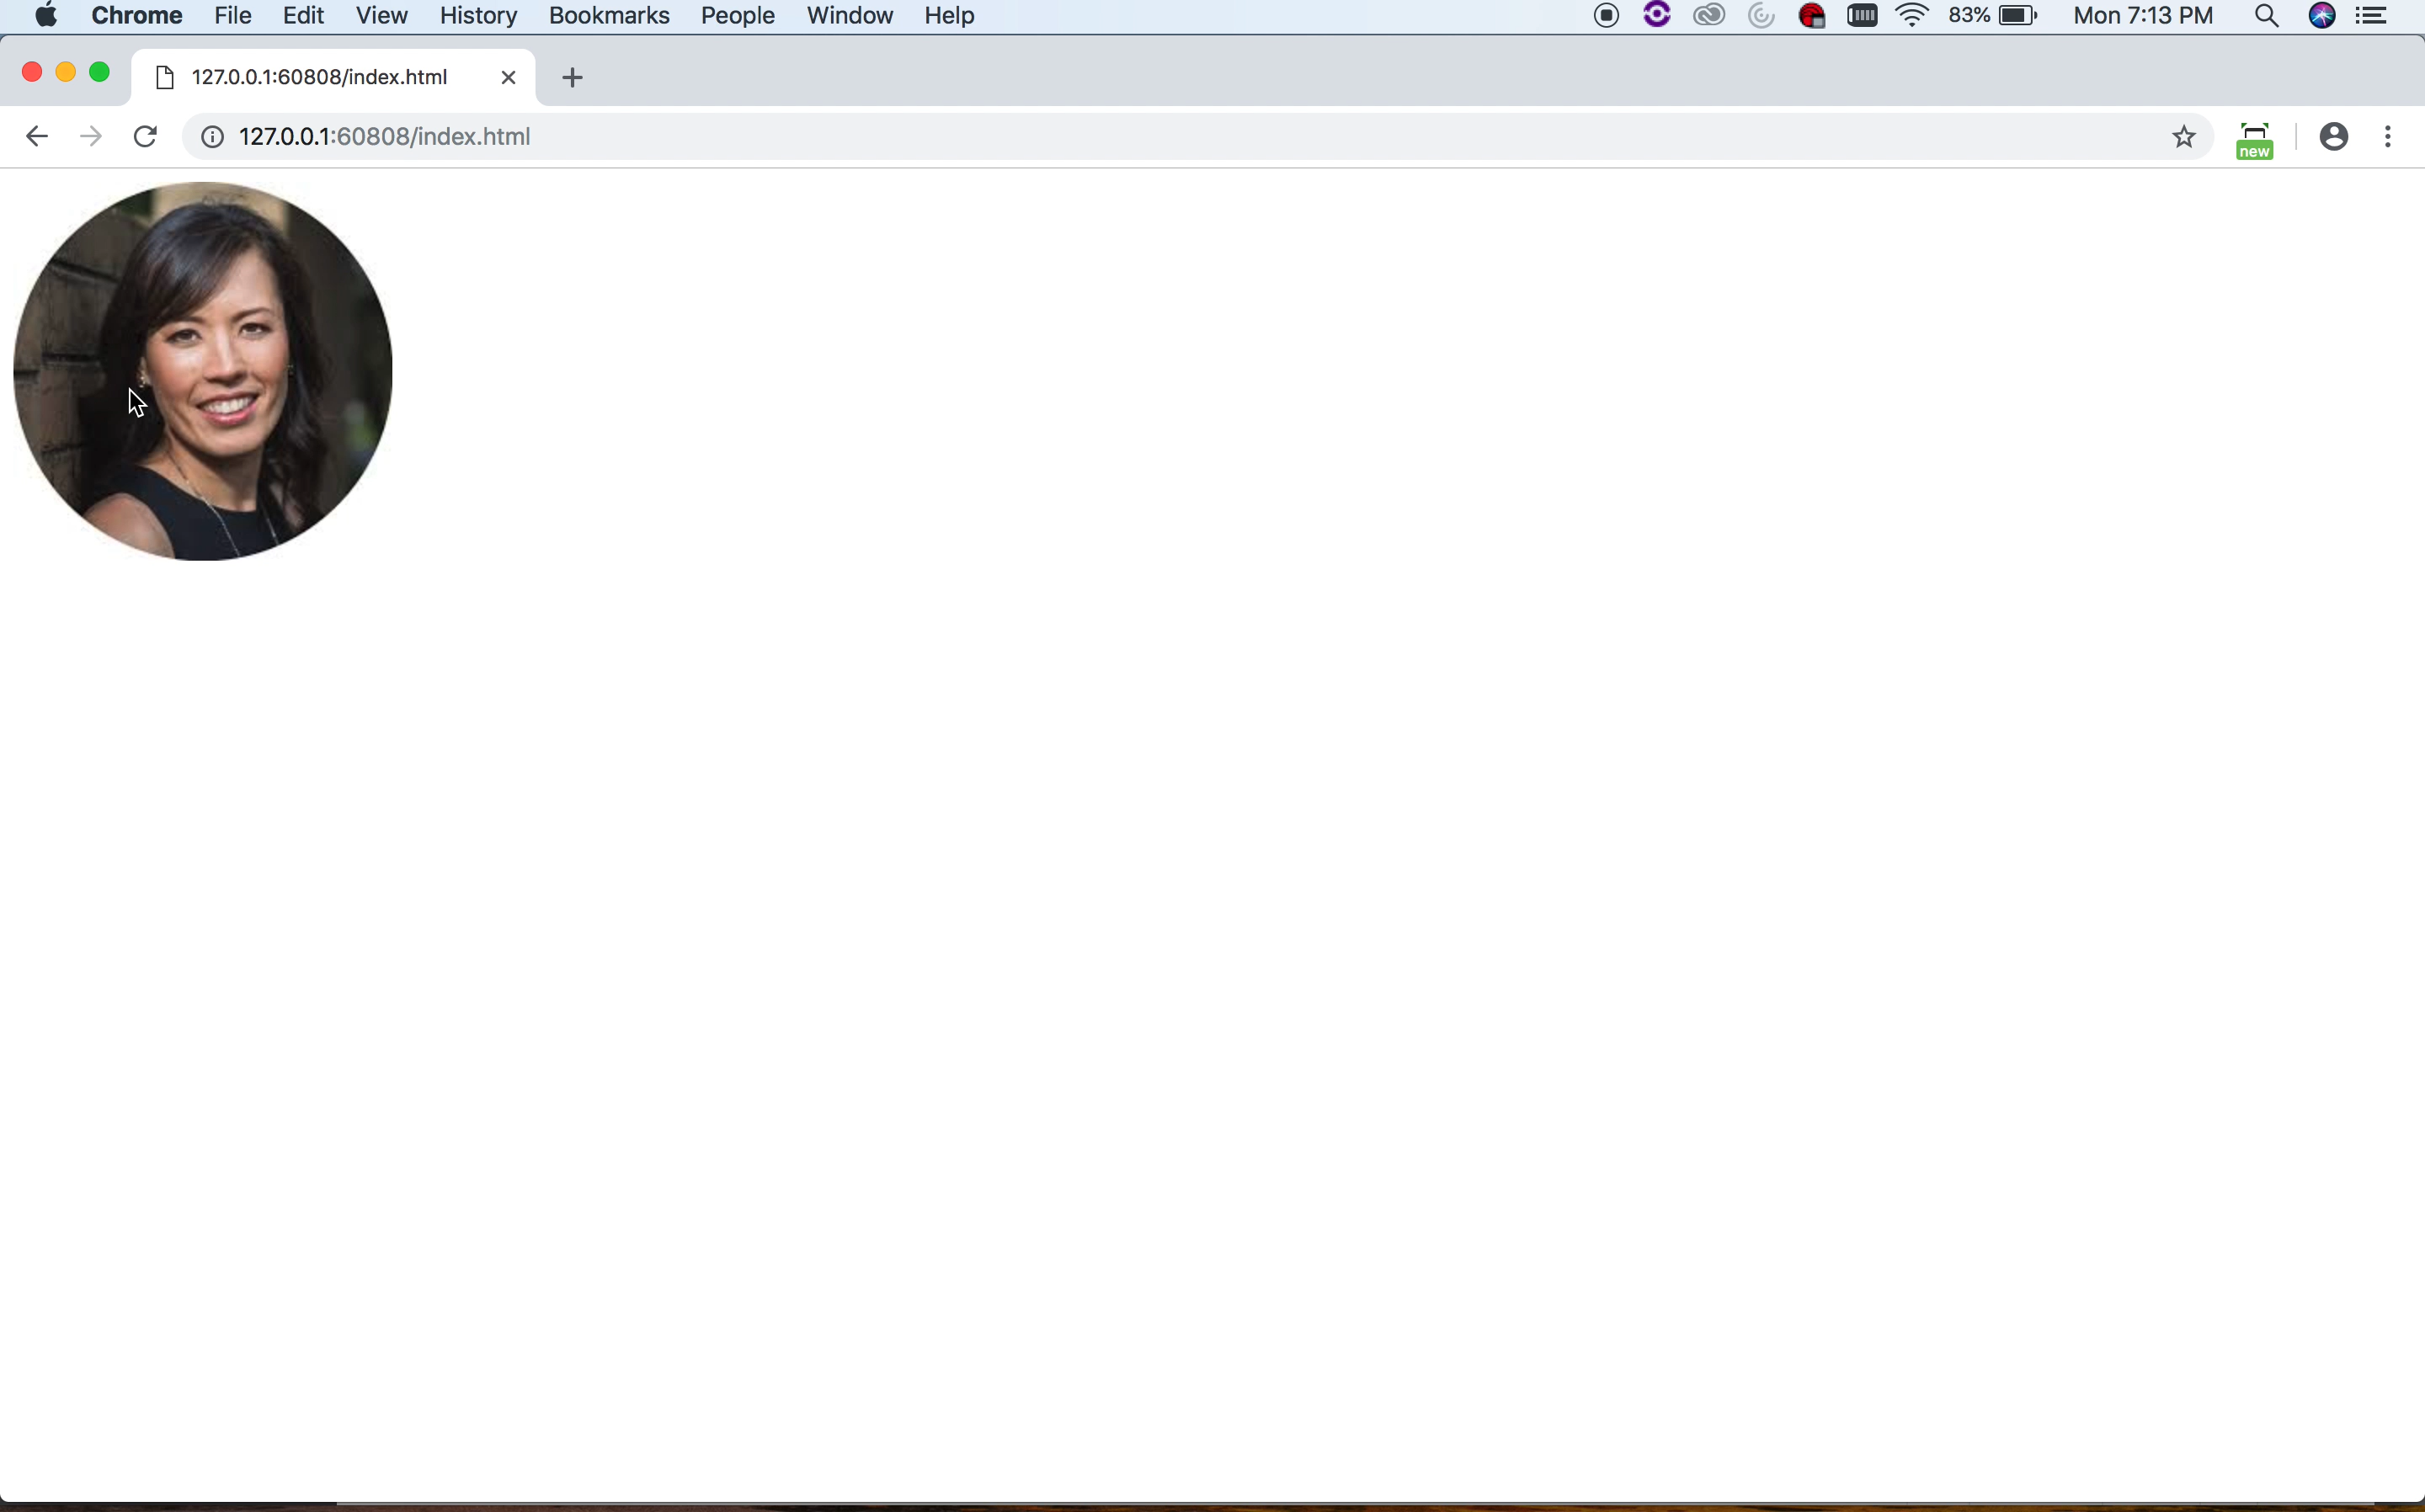 Chrome File Edit View History Bookmarks People Window Help 83% Mon 7:13 PM
127.0.0.1:60808/index.html
127.0.0.1:60808/index.html
new